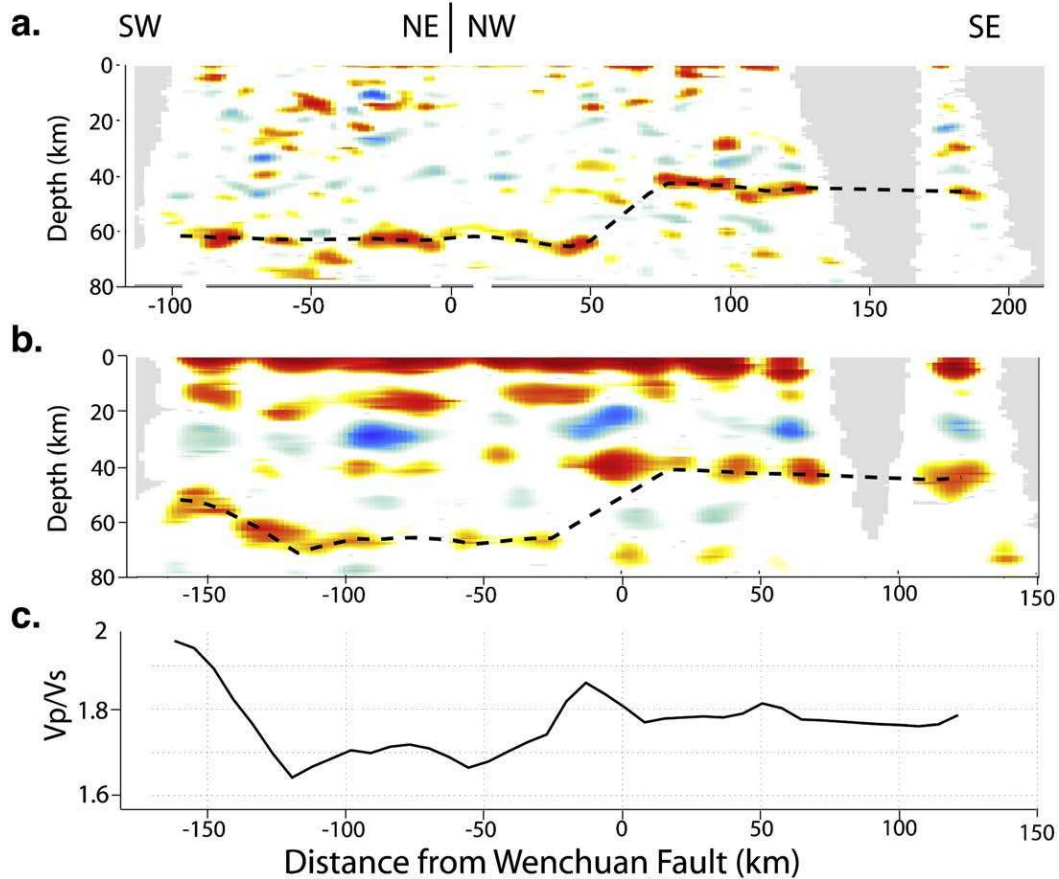 a.
SW NE NW SE
0
20
40
60
80
Depth (km)
-100 -50 0 50 100 150 200
b.
0
20
40
60
80
Depth (km)
-150 -100 -50 0 50 100 150
c.
2
1.8
1.6
Vp/Vs
-150 -100 -50 0 50 100 150
Distance from Wenchuan Fault (km)